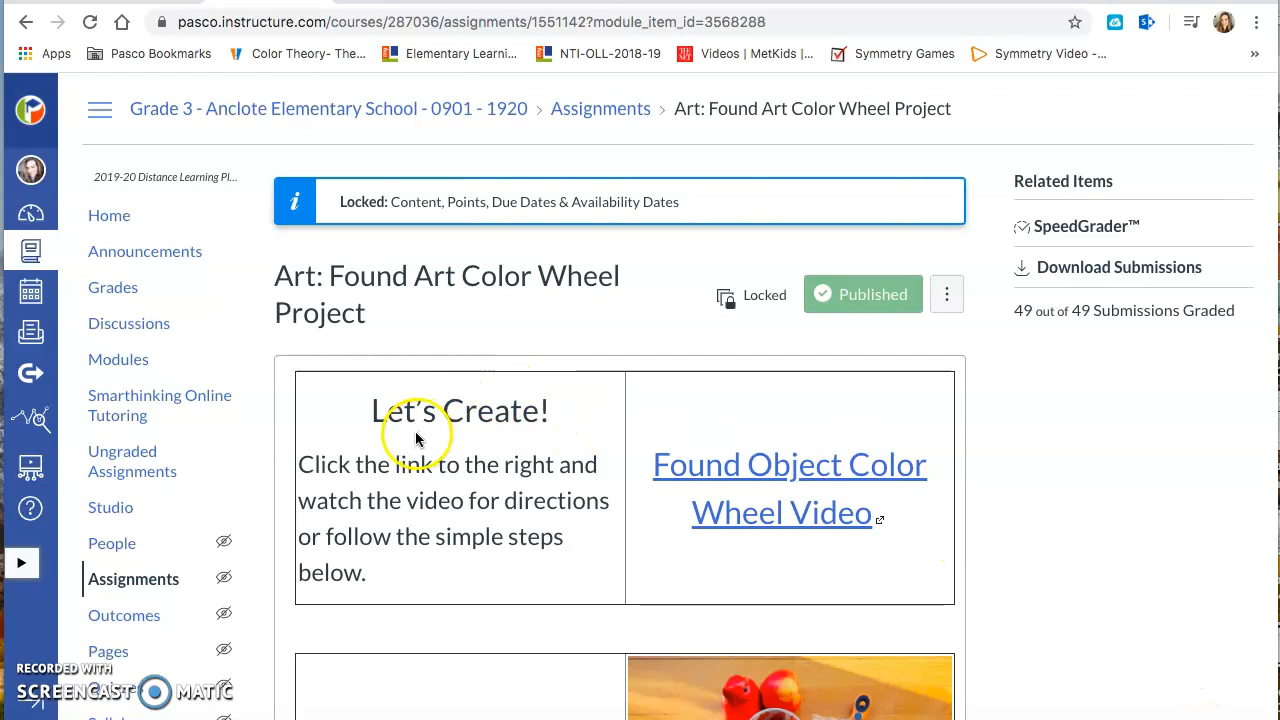 pasco.instructure.com/courses/287036/assignments/1551142?module_item_id=3568288
Apps Pasco Bookmarks Color Theory- The... Elementary Learni... NTI-OLL-2018-19 Videos | MetKids |... Symmetry Games Symmetry Video -... »
Grade 3 - Anclote Elementary School - 0901 - 1920 › Assignments › Art: Found Art Color Wheel Project
2019-20 Distance Learning Pl...
Home
Announcements
Grades
Discussions
Modules
Smarthinking Online
Tutoring
Ungraded
Assignments
Studio
People
Assignments
Outcomes
Pages
Locked: Content, Points, Due Dates & Availability Dates
Art: Found Art Color Wheel
Project
Locked
Published
Let's Create!
Click the link to the right and
watch the video for directions
or follow the simple steps
below.
Found Object Color
Wheel Video
Related Items
SpeedGrader™
Download Submissions
49 out of 49 Submissions Graded
RECORDED WITH
SCREENCAST MATIC